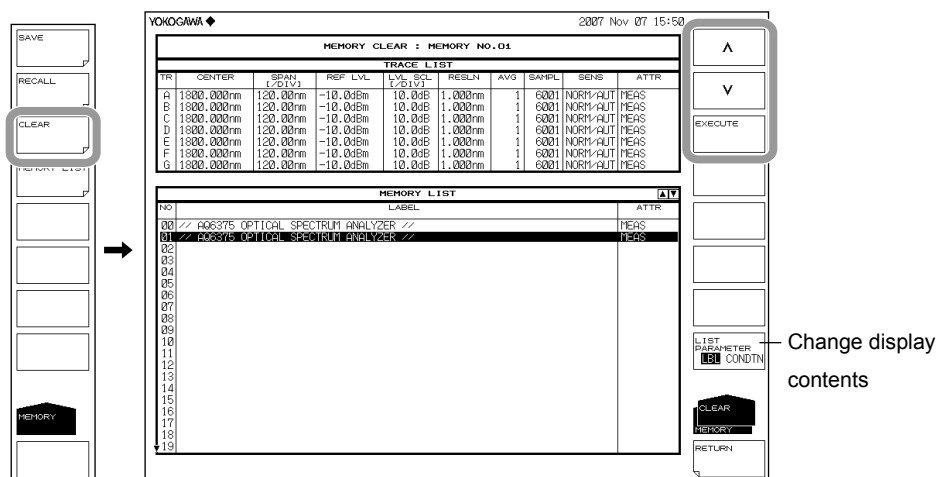 YOKOGAWA
2007 Nov 07 15:50
SAVE
RECALL
CLEAR
MEMORY LIST
MEMORY
MEMORY CLEAR : MEMORY NO.01
TRACE LIST
TR CENTER SPAN [/DIV] REF LVL LVL SCL [/DIV] RESLN AVG SAMPL SENS ATTR
A 1800.000nm 120.00nm -10.0dBm 10.0dB 1.000nm 1 6001 NORM/AUT MEAS
B 1800.000nm 120.00nm -10.0dBm 10.0dB 1.000nm 1 6001 NORM/AUT MEAS
C 1800.000nm 120.00nm -10.0dBm 10.0dB 1.000nm 1 6001 NORM/AUT MEAS
D 1800.000nm 120.00nm -10.0dBm 10.0dB 1.000nm 1 6001 NORM/AUT MEAS
E 1800.000nm 120.00nm -10.0dBm 10.0dB 1.000nm 1 6001 NORM/AUT MEAS
F 1800.000nm 120.00nm -10.0dBm 10.0dB 1.000nm 1 6001 NORM/AUT MEAS
G 1800.000nm 120.00nm -10.0dBm 10.0dB 1.000nm 1 6001 NORM/AUT MEAS
MEMORY LIST
NO LABEL ATTR
00 // AQ6375 OPTICAL SPECTRUM ANALYZER // MEAS
01 // AQ6375 OPTICAL SPECTRUM ANALYZER // MEAS
02
03
04
05
06
07
08
09
10
11
12
13
14
15
16
17
18
19
EXECUTE
LIST
PARAMETER
LBL CONDTN
CLEAR
MEMORY
RETURN
Change display
contents